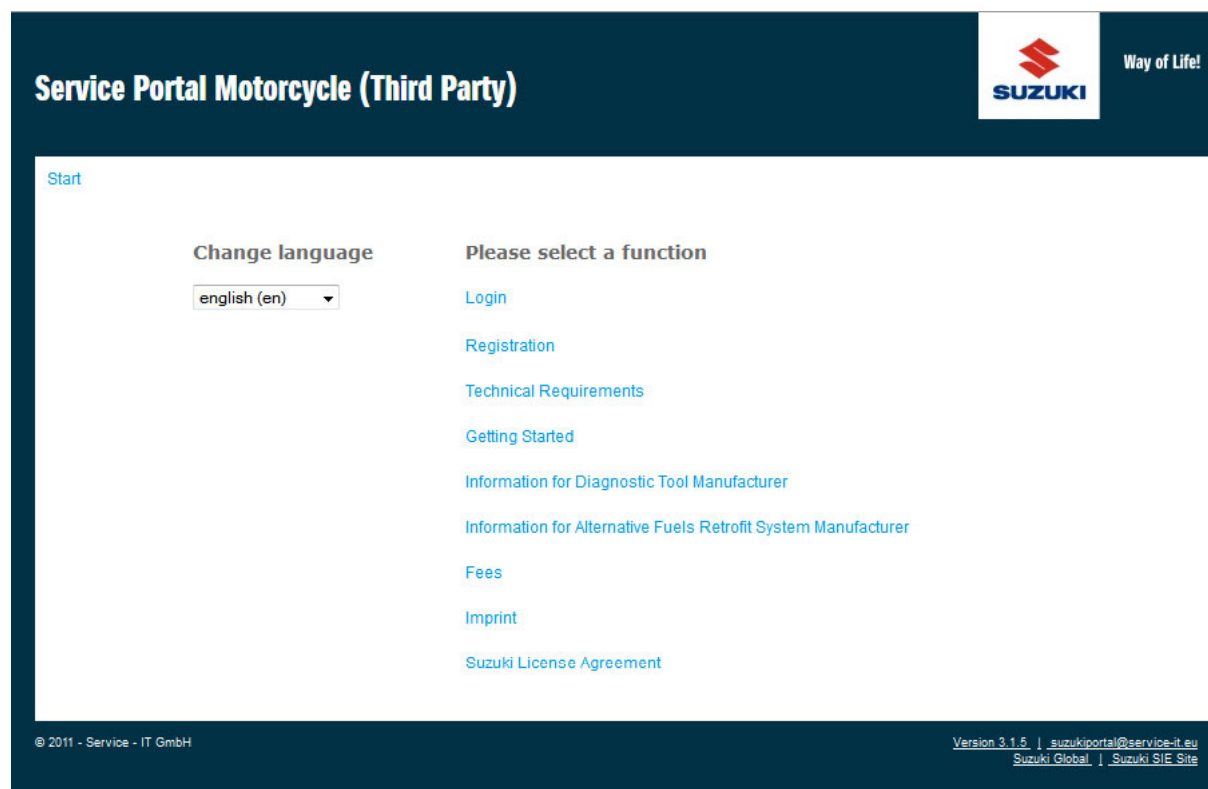 Service Portal Motorcycle (Third Party)
SUZUKI
Way of Life!
Start
Change language
english (en)
Please select a function
Login
Registration
Technical Requirements
Getting Started
Information for Diagnostic Tool Manufacturer
Information for Alternative Fuels Retrofit System Manufacturer
Fees
Imprint
Suzuki License Agreement
© 2011 - Service - IT GmbH
Version 3.1.5 | suzukiportal@service-it.eu
Suzuki Global | Suzuki SIE Site